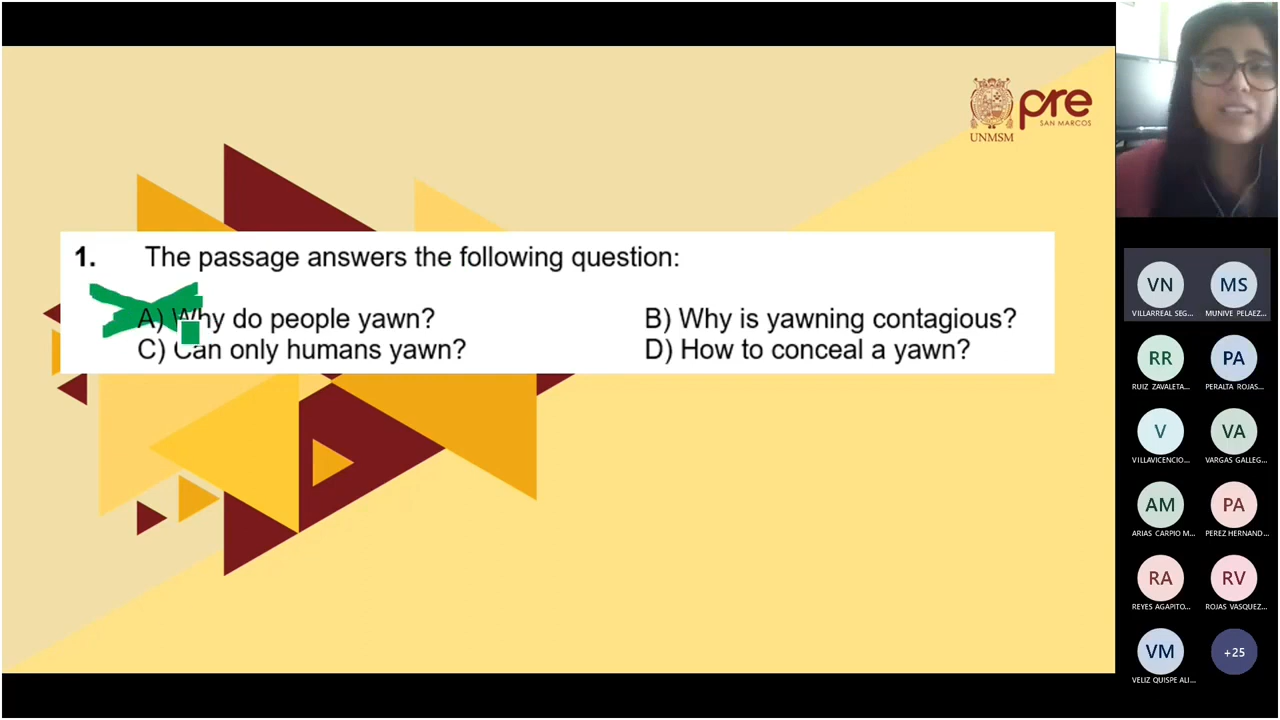 pre
SAN MARCOS
UNMSM
1. The passage answers the following question:
A) Why do people yawn? B) Why is yawning contagious?
C) Can only humans yawn? D) How to conceal a yawn?
VN MS
VILLARREAL SEG... MUNIVE PELAEZ...
RR PA
RUIZ ZAVALETA... PERALTA ROJAS...
V VA
VILLAVICENCIO... VARGAS GALLEG...
AM PA
ARIAS CARPIO M... PEREZ HERNAND...
RA RV
REYES AGAPITO... ROJAS VASQUEZ...
VM +25
VELIZ QUISPE ALI...